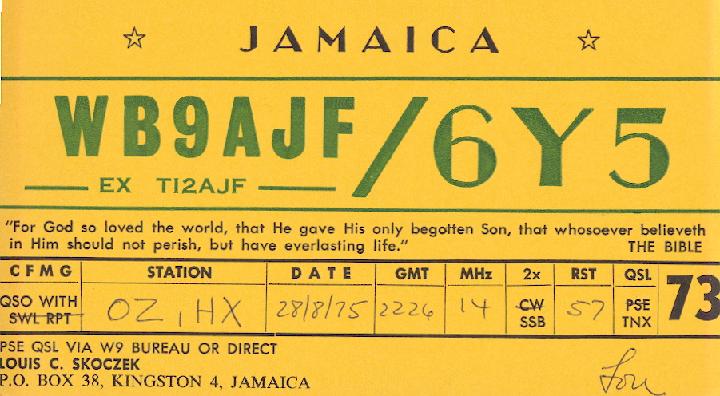 ☆ JAMAICA ☆
WB9AJF/6Y5
EX TI2AJF
"For God so loved the world, that He gave His only begotten Son, that whosoever believeth
in Him should not perish, but have everlasting life." THE BIBLE
CFMG STATION DATE GMT MHz 2x RST QSL 73
QSO WITH OZ1HX 28/8/75 2226 14 CW 57 PSE
SWL RPT SSB TNX
PSE QSL VIA W9 BUREAU OR DIRECT
LOUIS C. SKOCZEK
P.O. BOX 38, KINGSTON 4, JAMAICA Lou